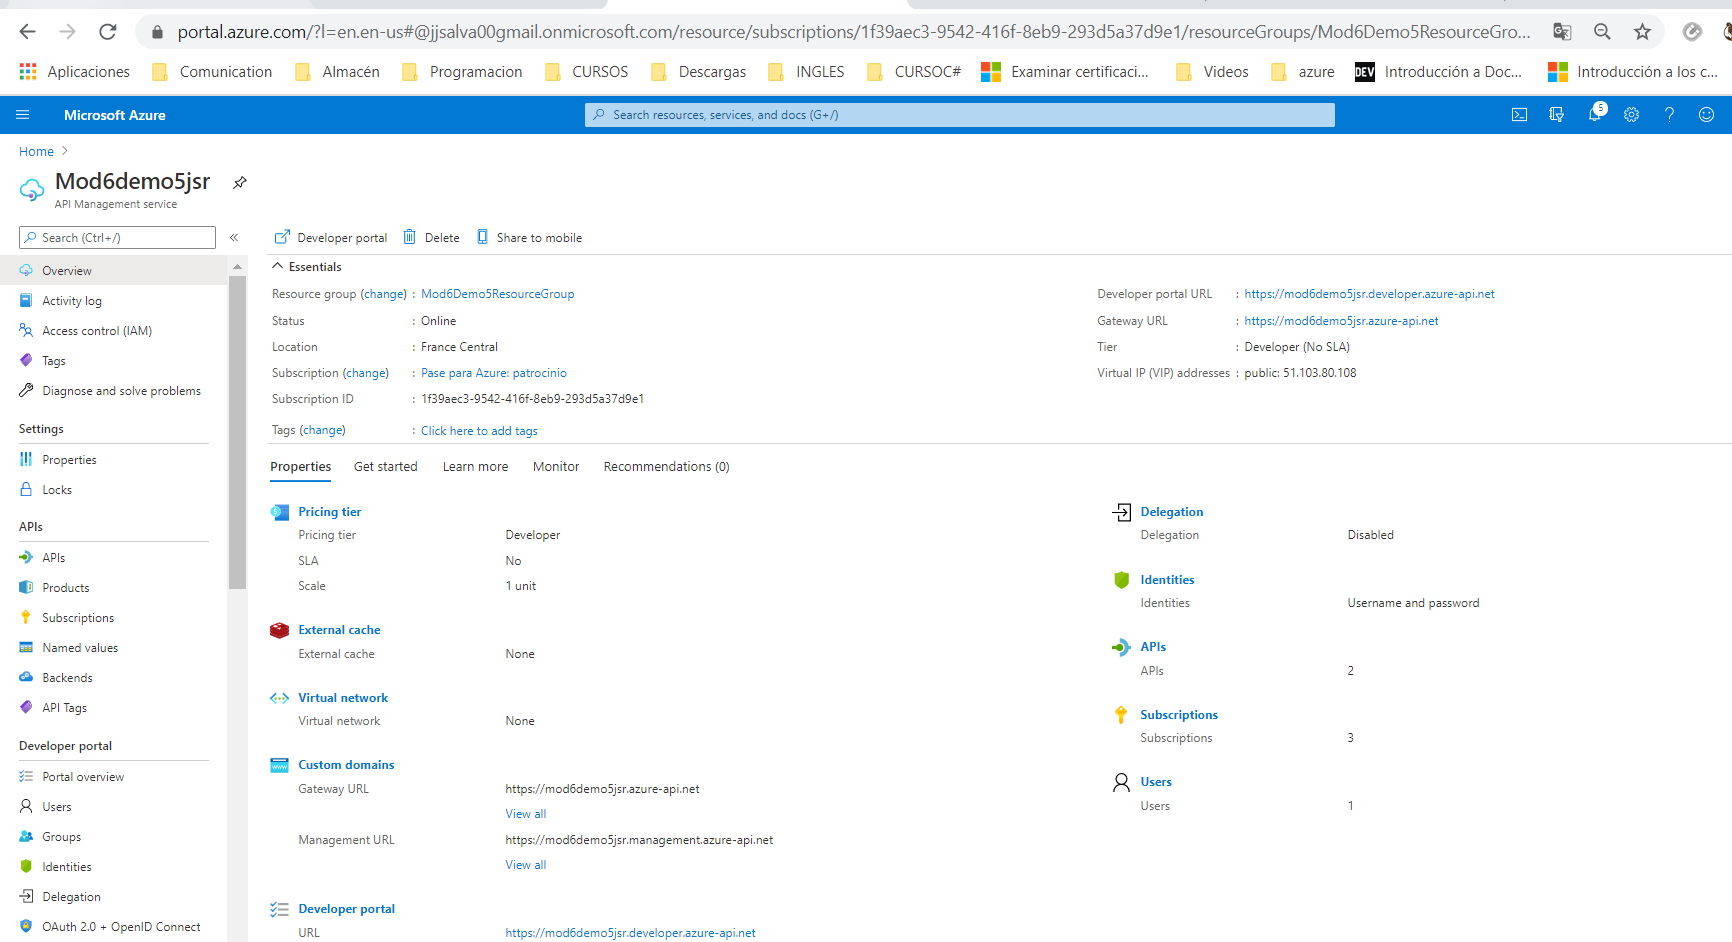 portal.azure.com/?l=en.en-us#@jjsalva00gmail.onmicrosoft.com/resource/subscriptions/1f39aec3-9542-416f-8eb9-293d5a37d9e1/resourceGroups/Mod6Demo5ResourceGro...
Aplicaciones Comunication Almacén Programacion CURSOS Descargas INGLES CURSOC# Examinar certificaci... Videos azure DEV Introducción a Doc... Introducción a los c...
Microsoft Azure Search resources, services, and docs (G+/) 5
Home
Mod6demo5jsr
API Management service
Search (Ctrl+/)
Overview
Activity log
Access control (IAM)
Tags
Diagnose and solve problems
Settings
Properties
Locks
APIs
APIs
Products
Subscriptions
Named values
Backends
API Tags
Developer portal
Portal overview
Users
Groups
Identities
Delegation
OAuth 2.0 + OpenID Connect
Developer portal Delete Share to mobile
Essentials
Resource group (change) : Mod6Demo5ResourceGroup
Status : Online
Location : France Central
Subscription (change) : Pase para Azure: patrocinio
Subscription ID : 1f39aec3-9542-416f-8eb9-293d5a37d9e1
Tags (change) : Click here to add tags
Developer portal URL : https://mod6demo5jsr.developer.azure-api.net
Gateway URL : https://mod6demo5jsr.azure-api.net
Tier : Developer (No SLA)
Virtual IP (VIP) addresses : public: 51.103.80.108
Properties Get started Learn more Monitor Recommendations (0)
Pricing tier
Pricing tier Developer
SLA No
Scale 1 unit
External cache
External cache None
Virtual network
Virtual network None
Custom domains
Gateway URL https://mod6demo5jsr.azure-api.net
View all
Management URL https://mod6demo5jsr.management.azure-api.net
View all
Developer portal
URL https://mod6demo5jsr.developer.azure-api.net
Delegation
Delegation Disabled
Identities
Identities Username and password
APIs
APIs 2
Subscriptions
Subscriptions 3
Users
Users 1